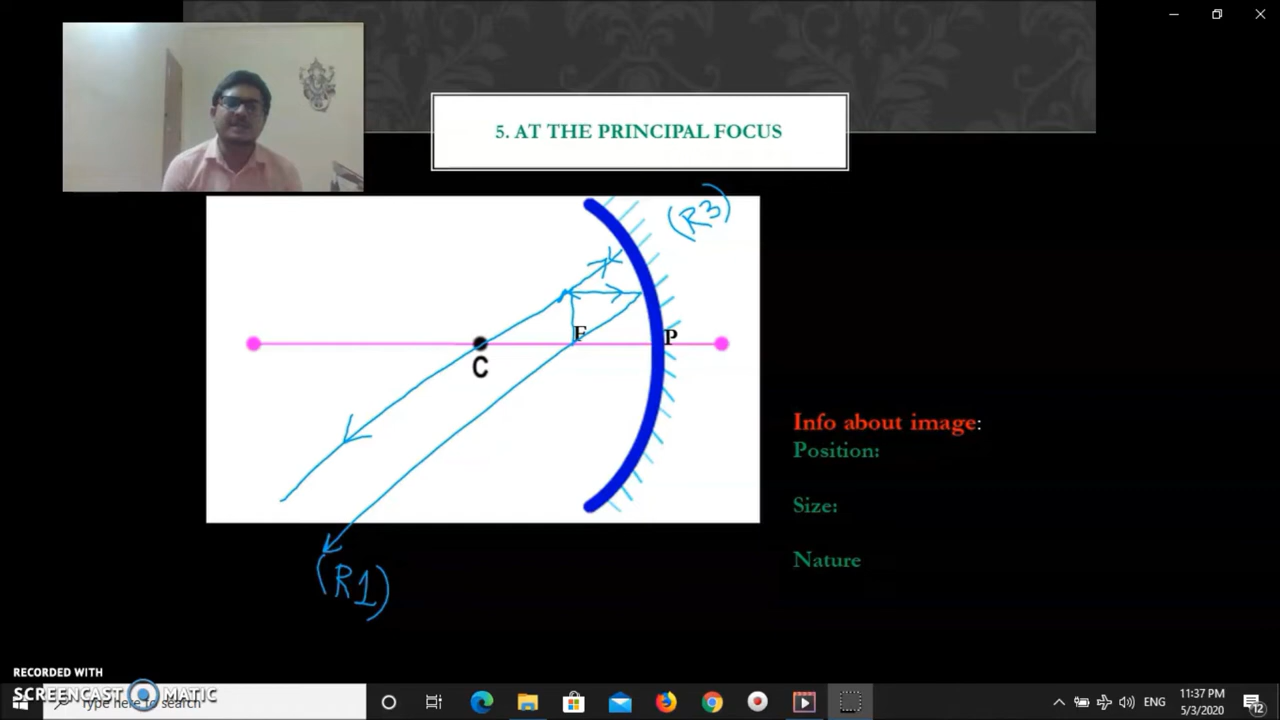 5. AT THE PRINCIPAL FOCUS
(R3)
F
P
C
Info about image:
Position:
Size:
Nature
(R1)
RECORDED WITH
SCREENCAST MATIC
Type here to search
ENG
11:37 PM
5/3/2020
12